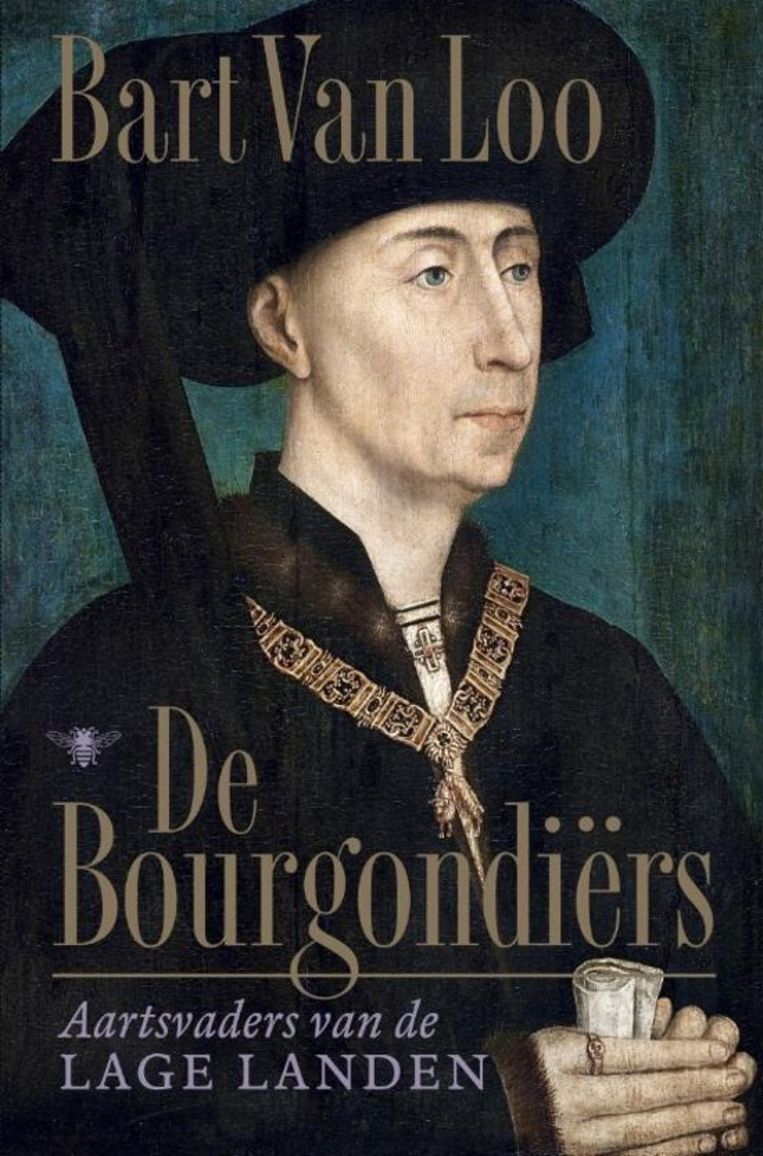 Bart Van Loo
De
Bourgondiërs
Aartsvaders van de
LAGE LANDEN